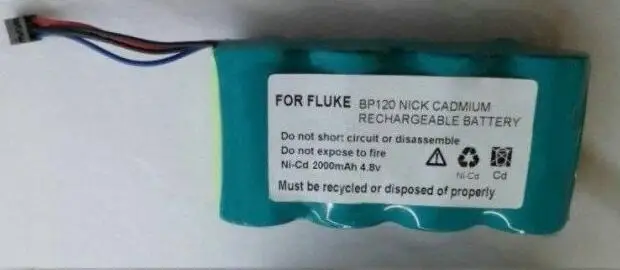 FOR FLUKE BP120 NICK CADMIUM
RECHARGEABLE BATTERY
Do not short circuit or disassemble
Do not expose to fire
Ni-Cd 2000mAh 4.8v
Ni-Cd Cd
Must be recycled or disposed of properly